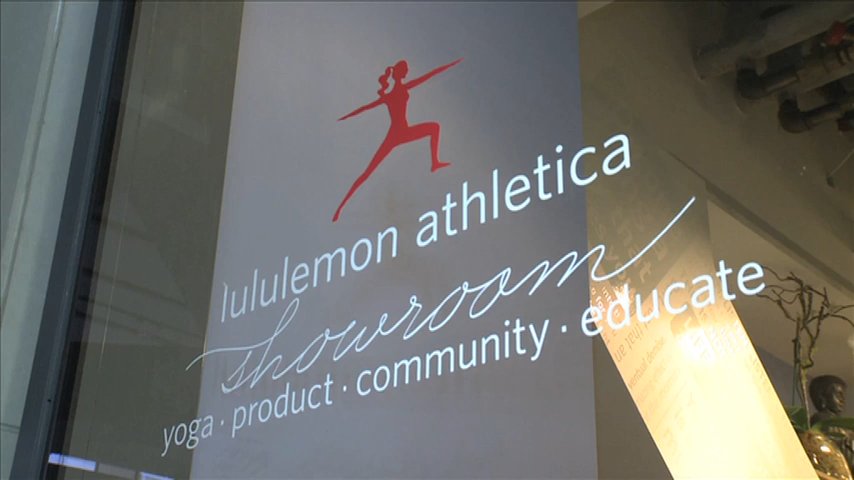 lululemon athletica
showroom
yoga · product · community · educate